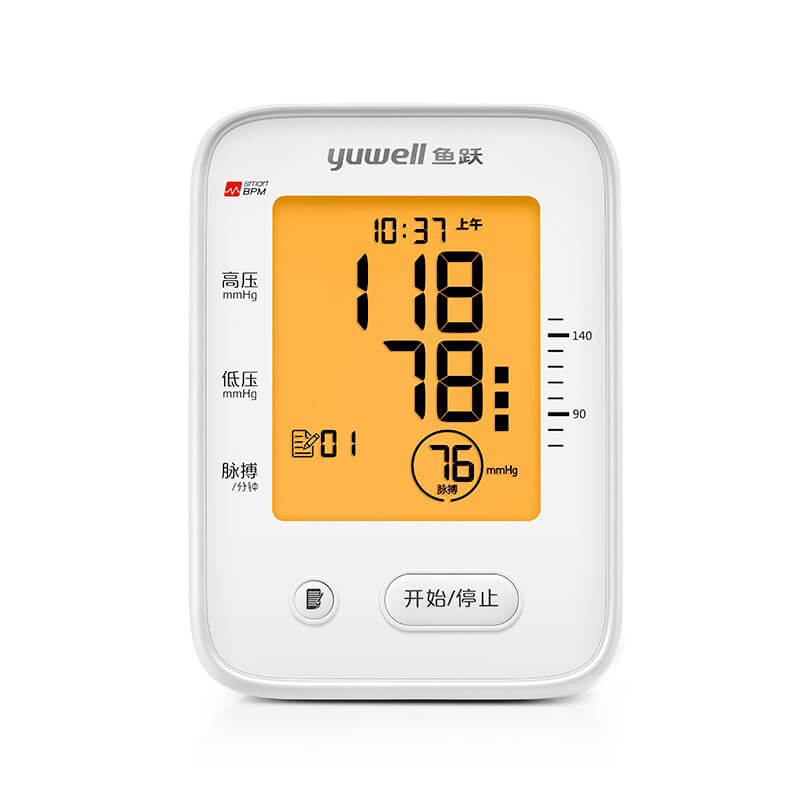 yuwell 鱼跃
smart
BPM
10:37 上午
高压
mmHg
118
140
低压
mmHg
78
90
01
脉搏
/分钟
76
mmHg
脉搏
开始/停止